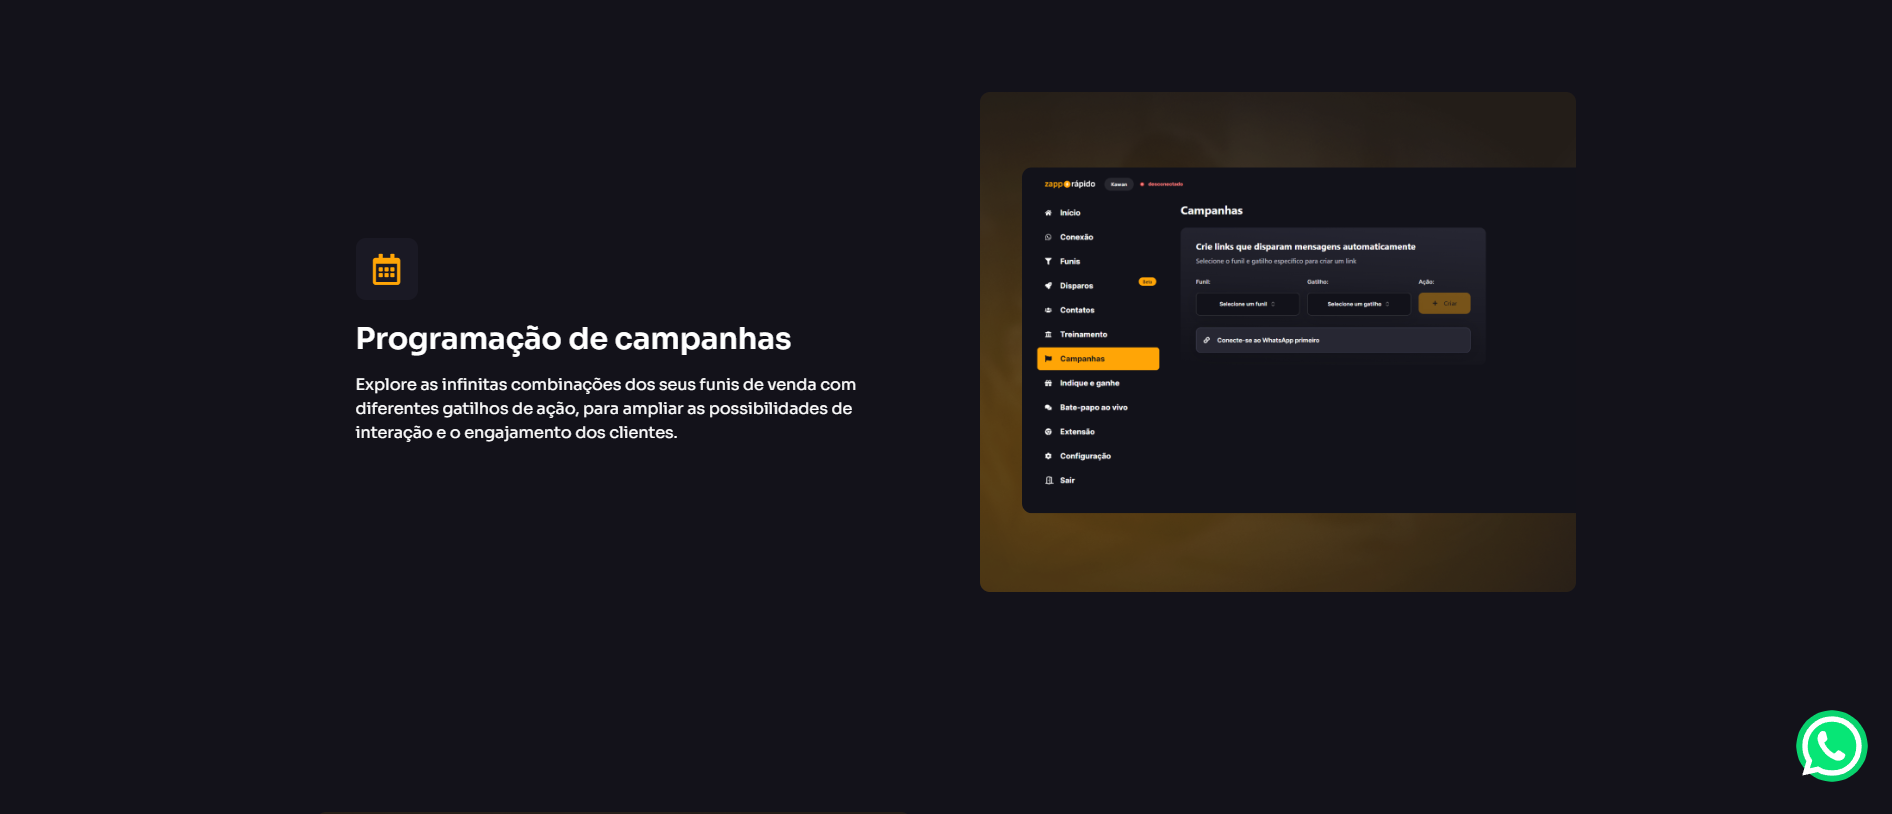 Programação de campanhas
Explore as infinitas combinações dos seus funis de venda com
diferentes gatilhos de ação, para ampliar as possibilidades de
interação e o engajamento dos clientes.
zapp rápido
Kawan
desconectado
Início
Conexão
Funis
Disparos
Beta
Contatos
Treinamento
Campanhas
Indique e ganhe
Bate-papo ao vivo
Extensão
Configuração
Sair
Campanhas
Crie links que disparam mensagens automaticamente
Selecione o funil e gatilho específico para criar um link
Funil: Gatilho: Ação:
Selecione um funil Selecione um gatilho + Criar
Conecte-se ao WhatsApp primeiro